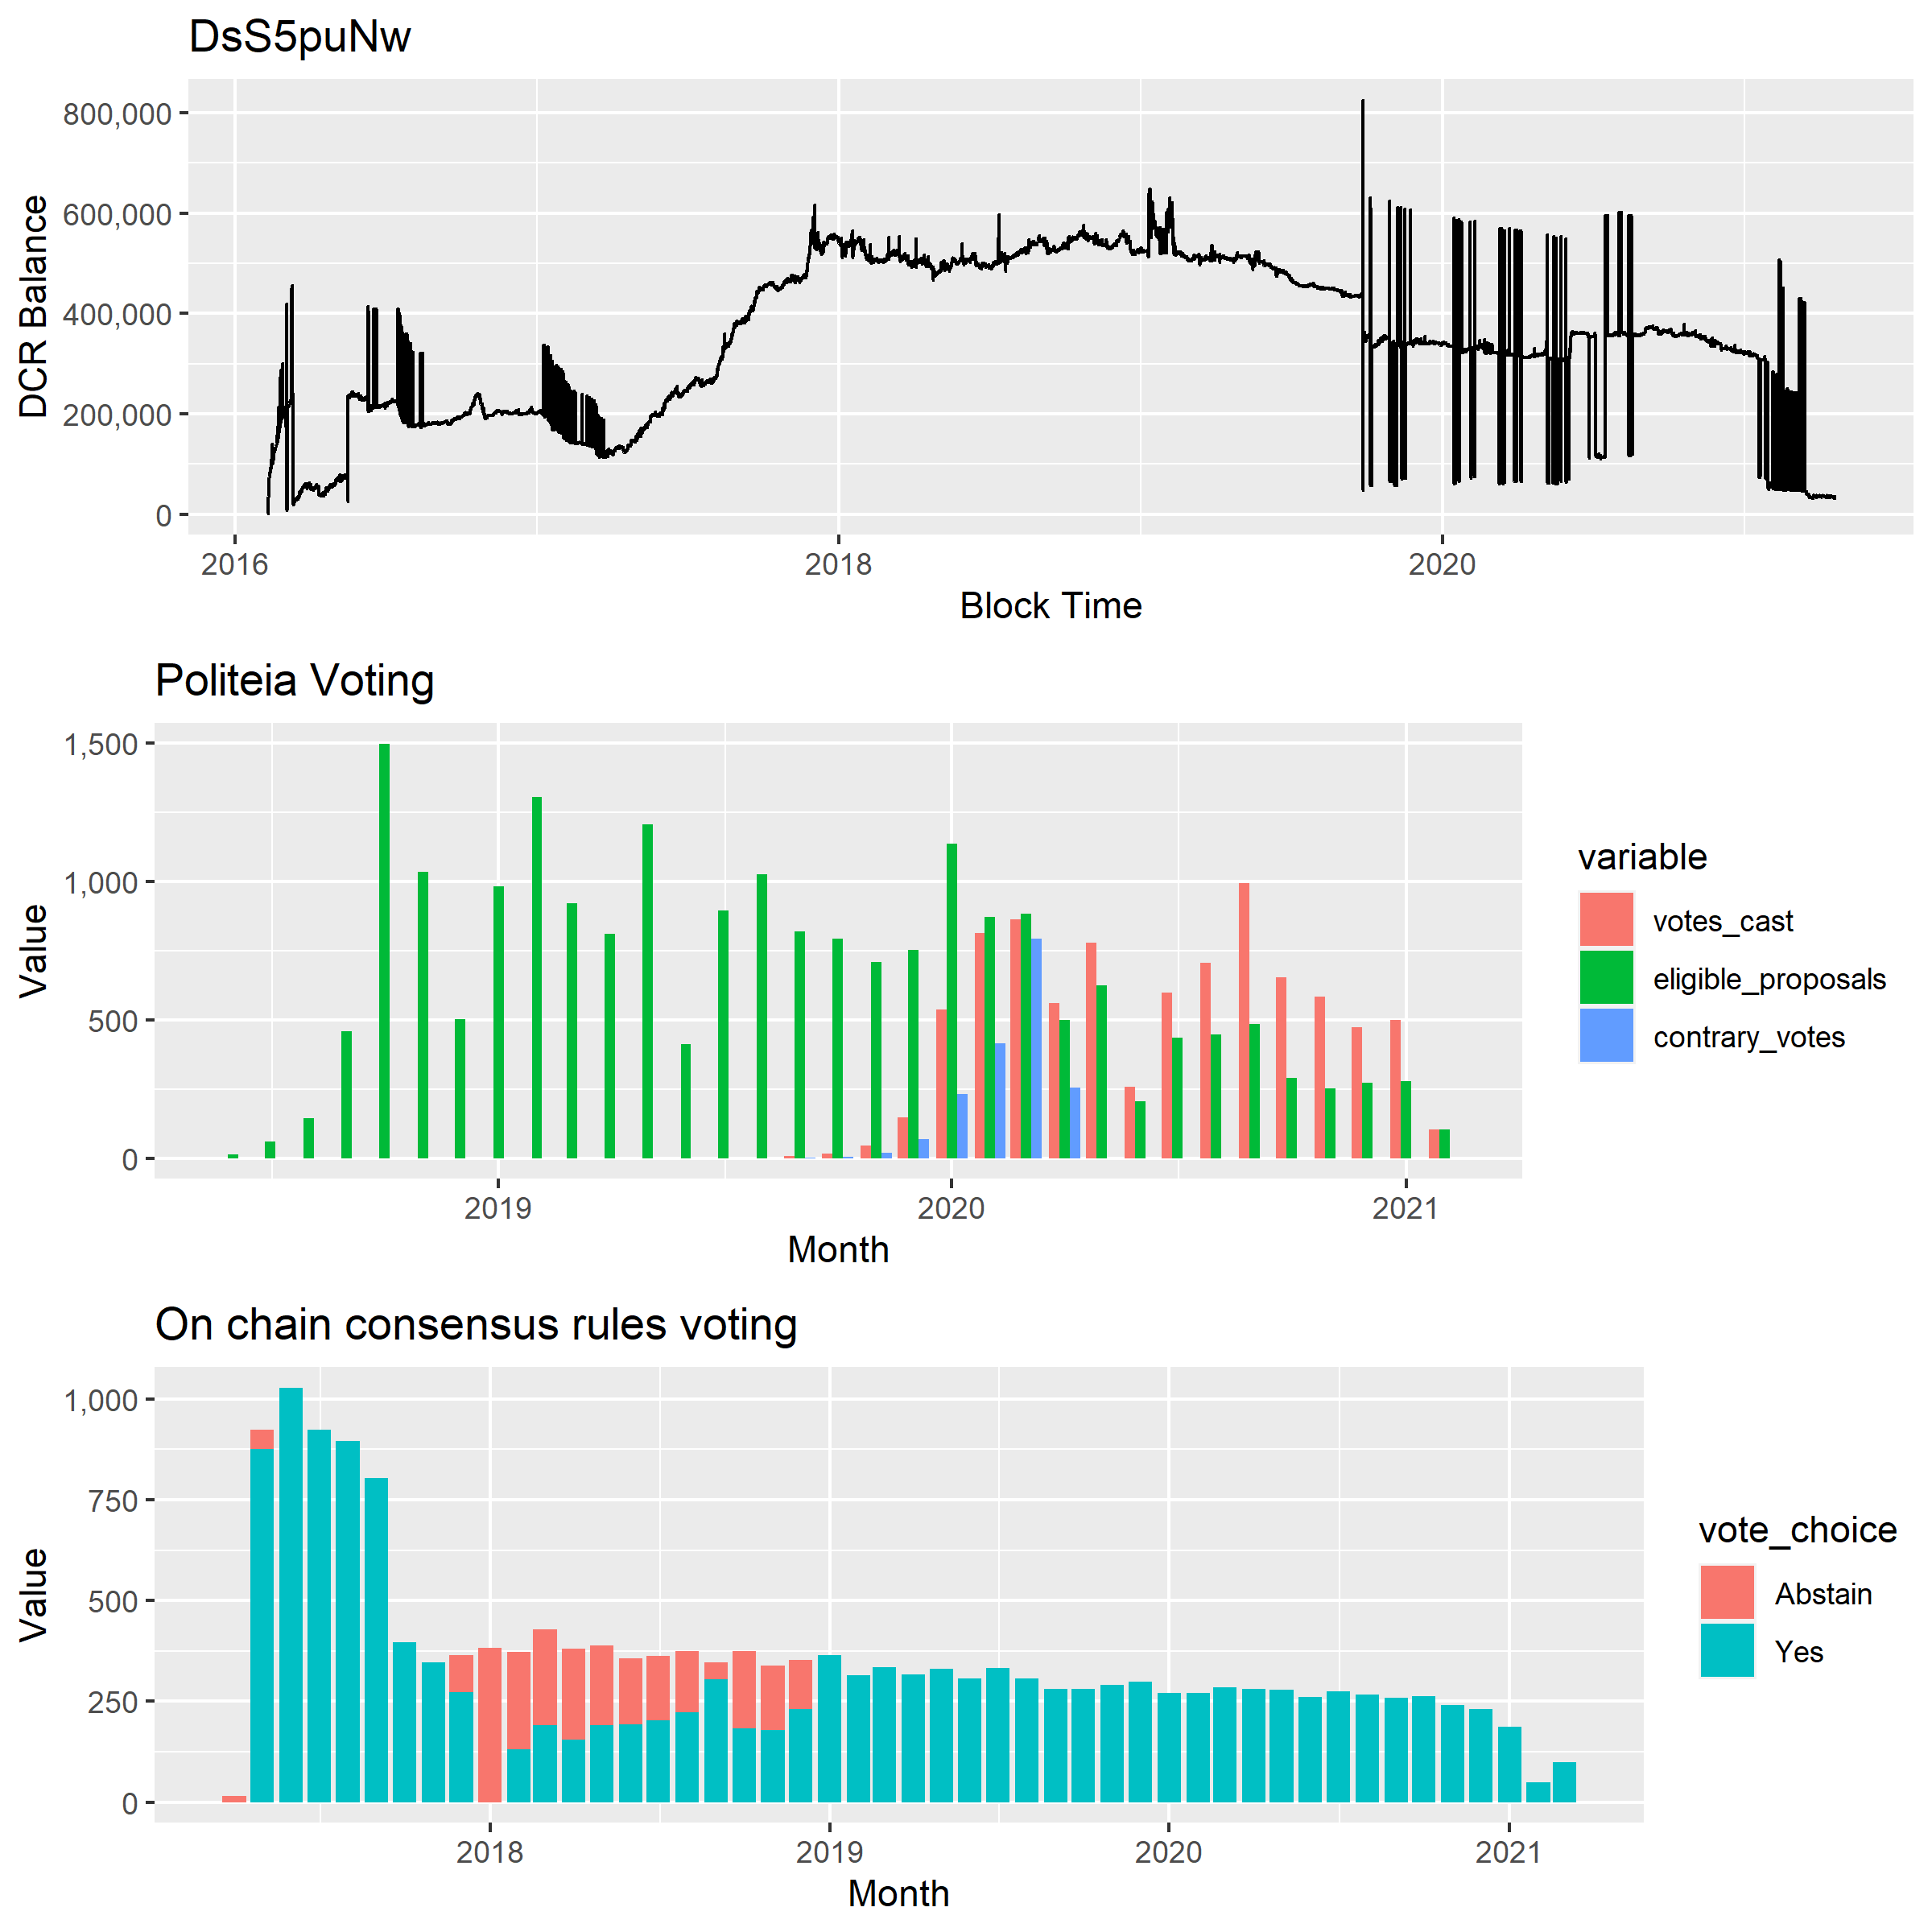 DsS5puNw
800,000
600,000
400,000
200,000
0
DCR Balance
2016
2018
2020
Block Time
Politeia Voting
1,500
1,000
500
0
Value
2019
2020
2021
Month
variable
votes_cast
eligible_proposals
contrary_votes
On chain consensus rules voting
1,000
750
500
250
0
Value
2018
2019
2020
2021
Month
vote_choice
Abstain
Yes